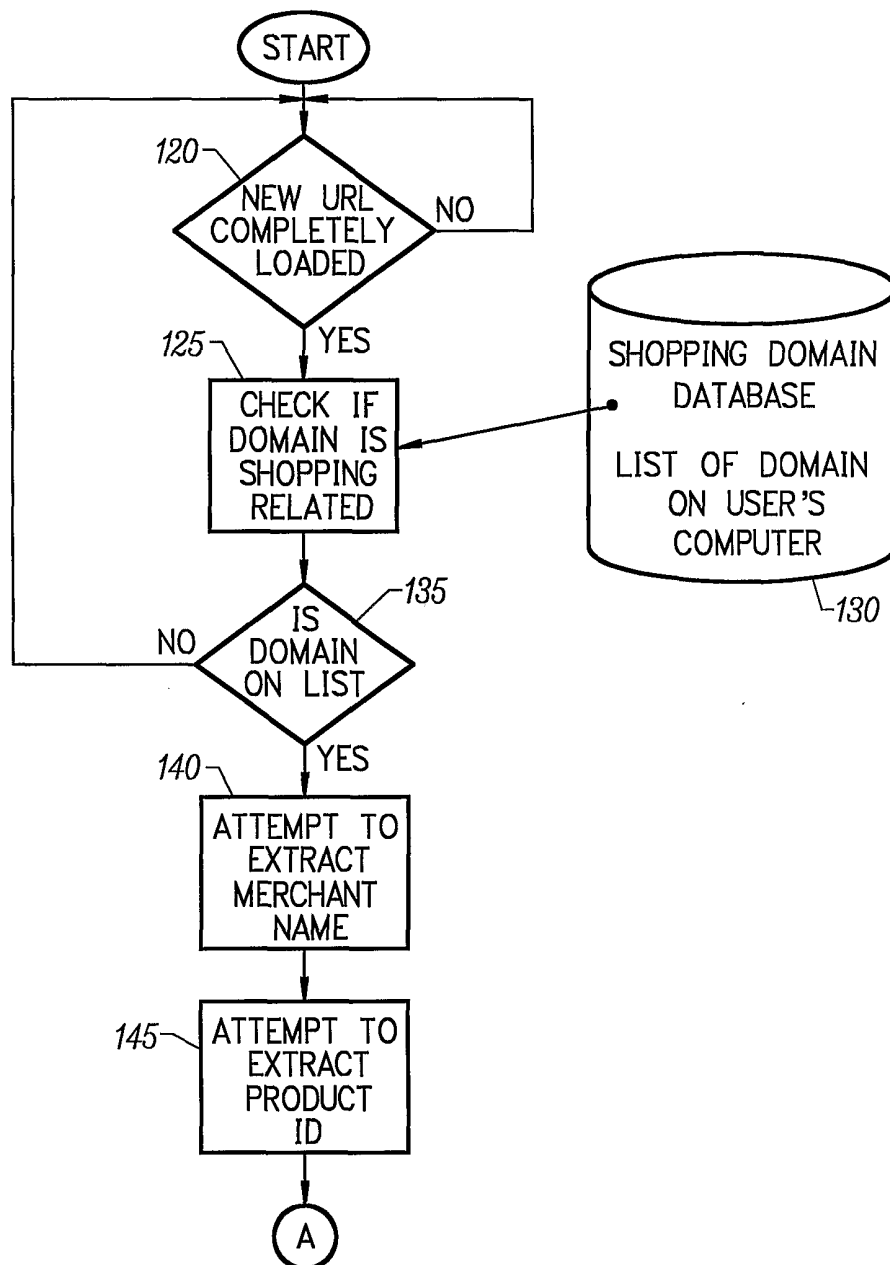 START
120
NEW URL
COMPLETELY
LOADED
NO
YES
125
CHECK IF
DOMAIN IS
SHOPPING
RELATED
SHOPPING DOMAIN
DATABASE
LIST OF DOMAIN
ON USER'S
COMPUTER
130
135
IS
DOMAIN
ON LIST
NO
YES
140
ATTEMPT TO
EXTRACT
MERCHANT
NAME
145
ATTEMPT TO
EXTRACT
PRODUCT
ID
A